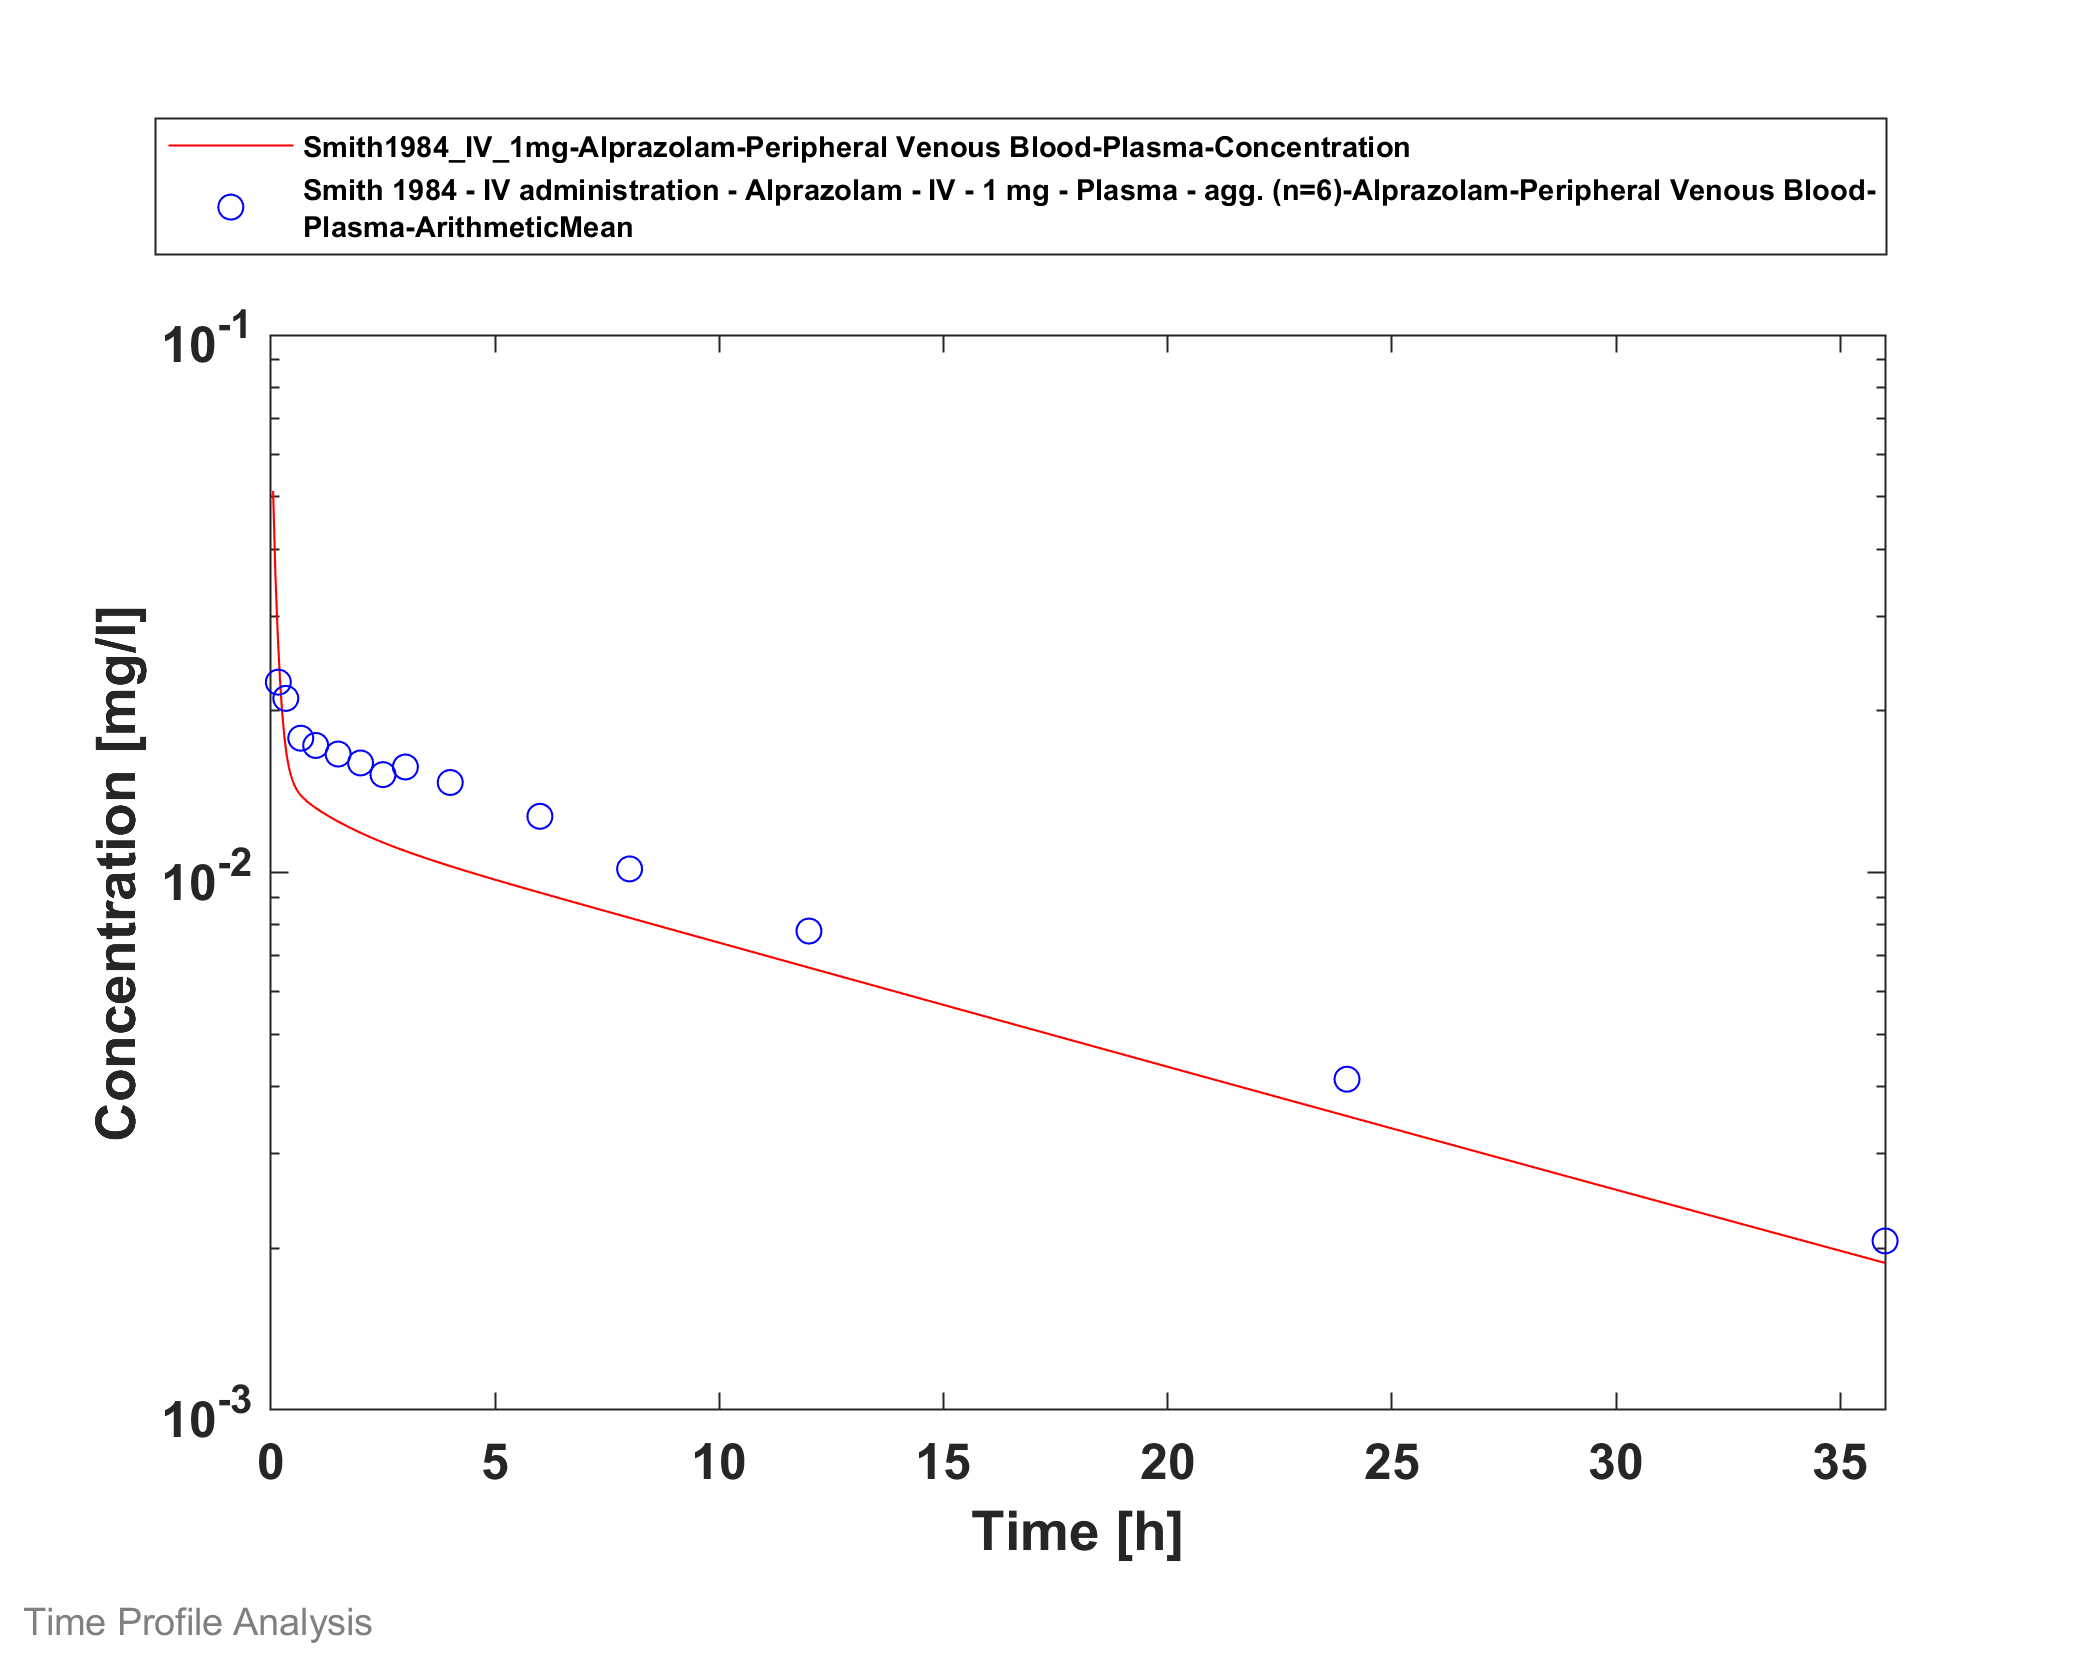 Smith1984_IV_1mg-Alprazolam-Peripheral Venous Blood-Plasma-Concentration
Smith 1984 - IV administration - Alprazolam - IV - 1 mg - Plasma - agg. (n=6)-Alprazolam-Peripheral Venous Blood-
Plasma-ArithmeticMean
10^-1
10^-2
10^-3
Concentration [mg/l]
0 5 10 15 20 25 30 35
Time [h]
Time Profile Analysis